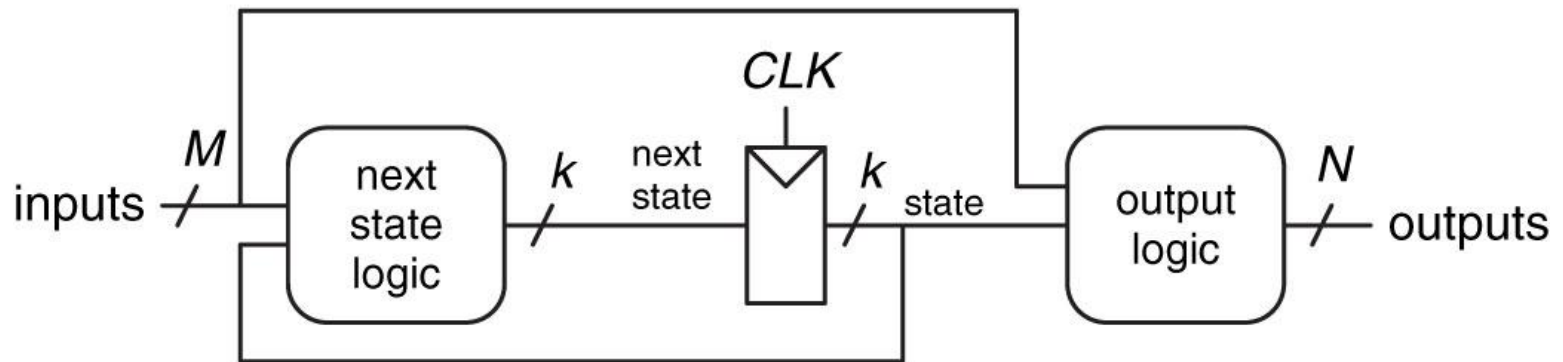 CLK
M
inputs
next
state
logic
k
next
state
k
state
output
logic
N
outputs